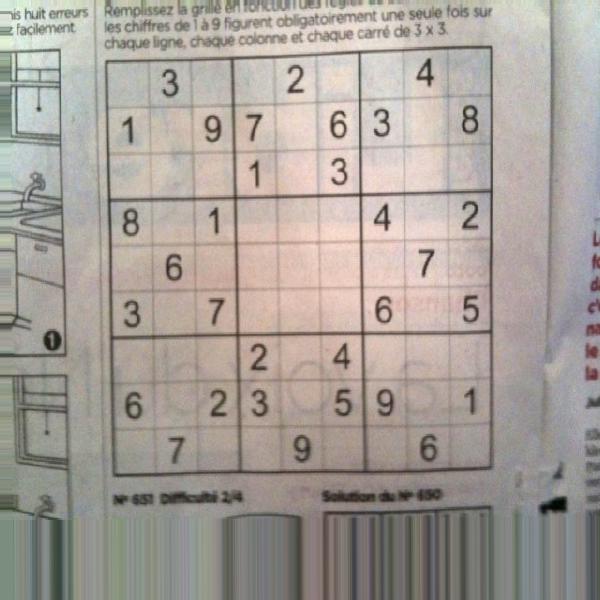 nis huit erreurs
z facilement
Remplissez la grille en fonction des
les chiffres de 1 à 9 figurent obligatoirement une seule fois sur
chaque ligne, chaque colonne et chaque carré de 3 x 3.
3 2 4
1 9 7 6 3 8
1 3
8 1 4 2
6 7
3 7 6 5
2 4
6 2 3 5 9 1
7 9 6
1
N° 651 Difficulté 2/4
Solution du N° 650